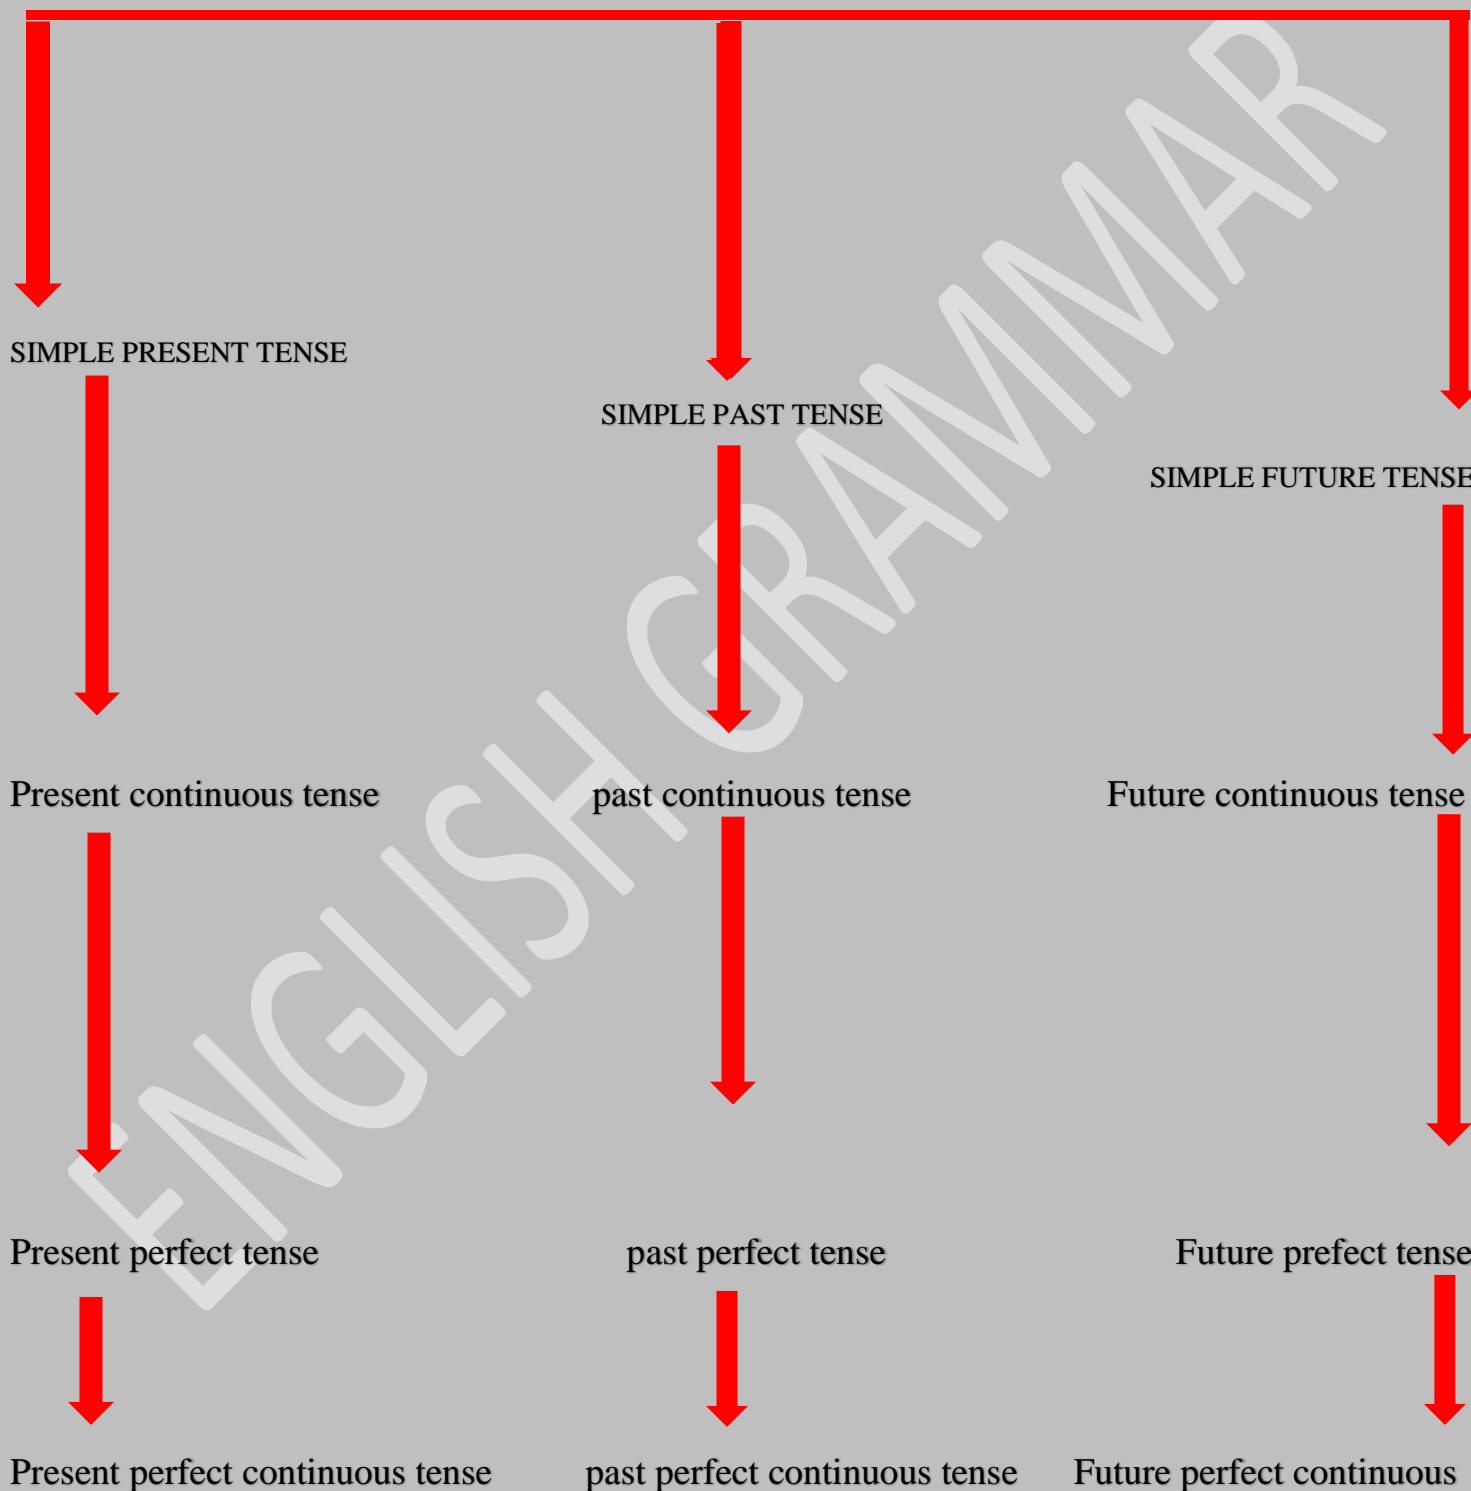 SIMPLE PRESENT TENSE
SIMPLE PAST TENSE
SIMPLE FUTURE TENSE
Present continuous tense past continuous tense Future continuous tense
Present perfect tense past perfect tense Future prefect tense
Present perfect continuous tense past perfect continuous tense Future perfect continuous
ENGLISH GRAMMAR